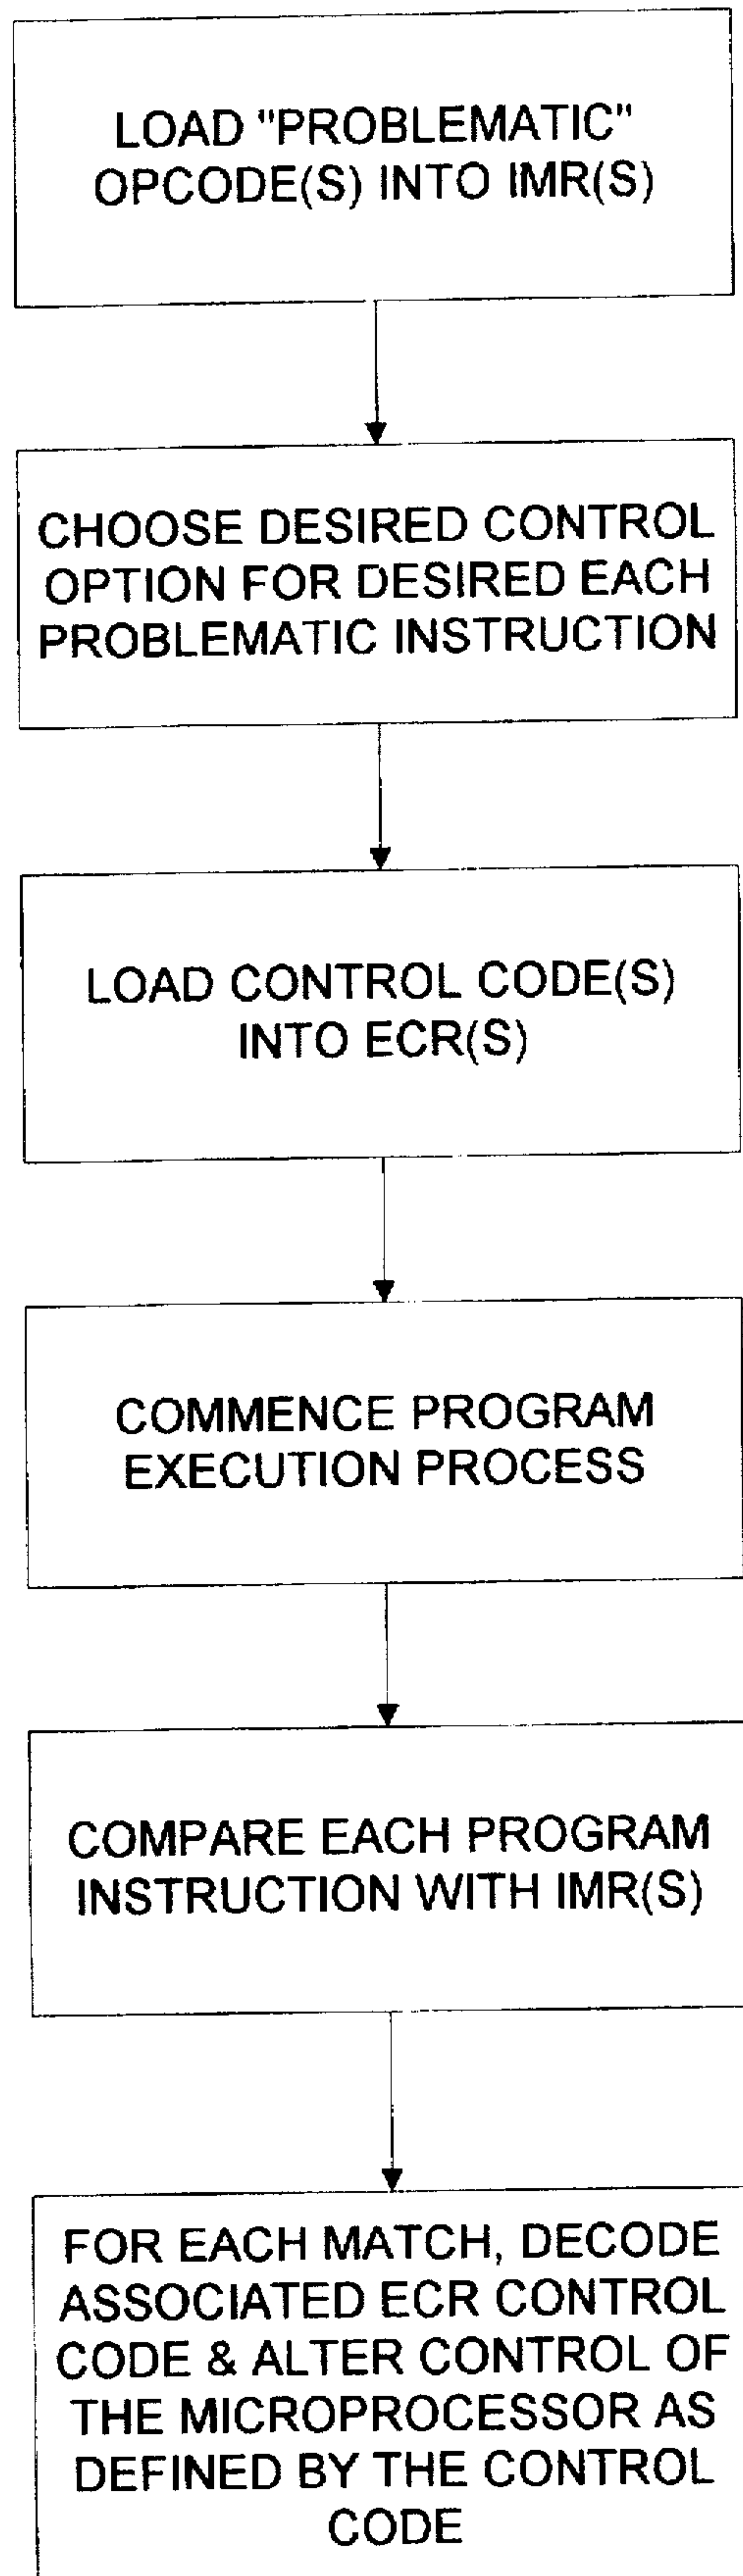 LOAD "PROBLEMATIC"
OPCODE(S) INTO IMR(S)
CHOOSE DESIRED CONTROL
OPTION FOR DESIRED EACH
PROBLEMATIC INSTRUCTION
LOAD CONTROL CODE(S)
INTO ECR(S)
COMMENCE PROGRAM
EXECUTION PROCESS
COMPARE EACH PROGRAM
INSTRUCTION WITH IMR(S)
FOR EACH MATCH, DECODE
ASSOCIATED ECR CONTROL
CODE & ALTER CONTROL OF
THE MICROPROCESSOR AS
DEFINED BY THE CONTROL
CODE